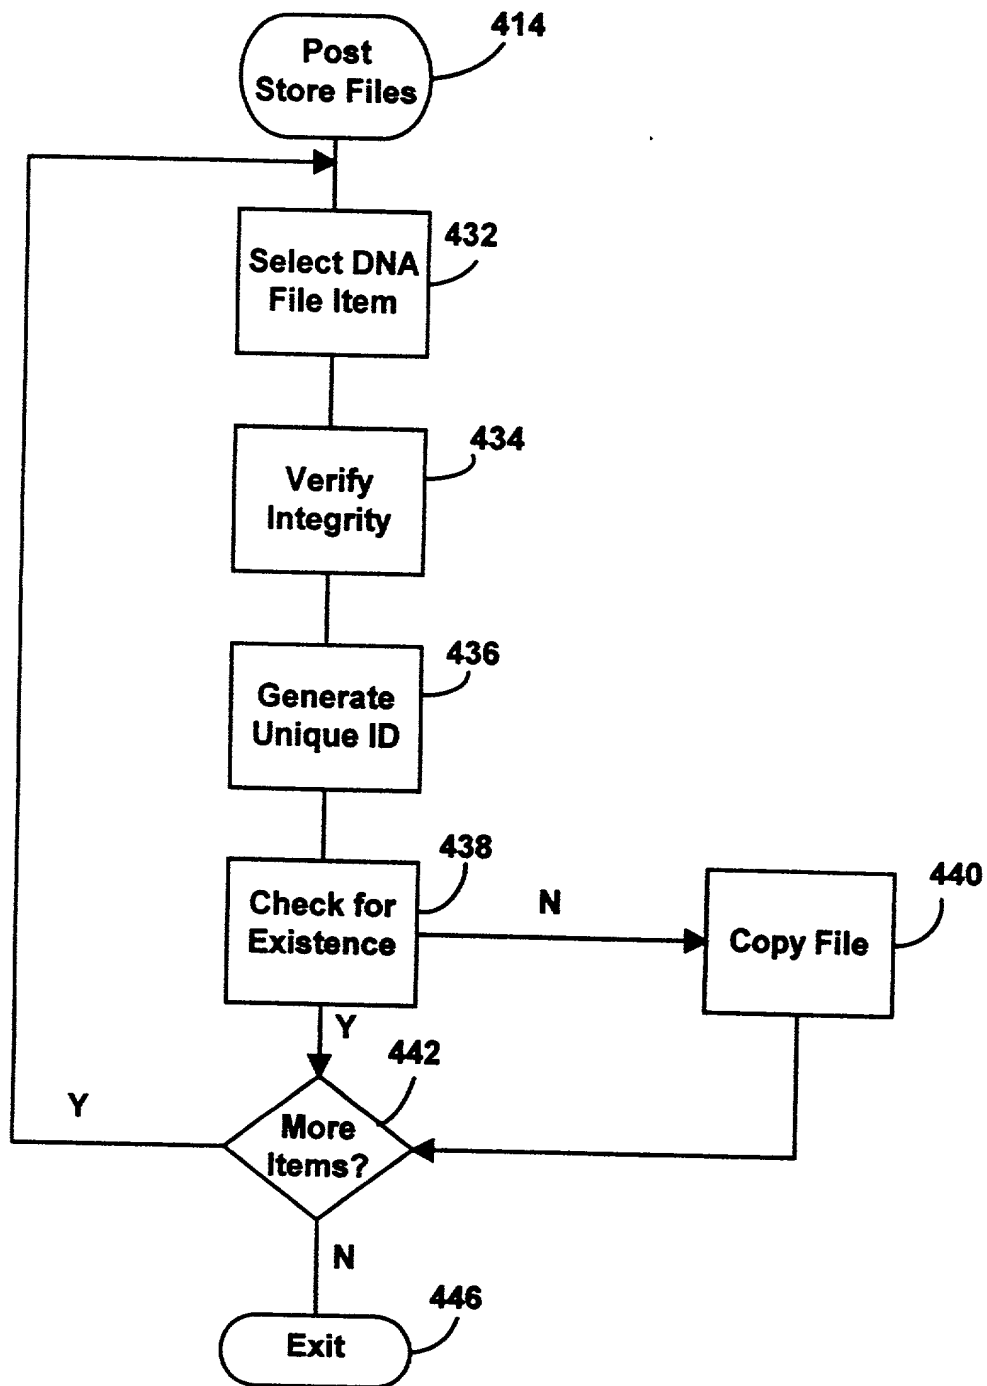 414
Post
Store Files
432
Select DNA
File Item
434
Verify
Integrity
436
Generate
Unique ID
438
Check for
Existence
N
440
Copy File
Y
442
Y
More
Items?
N
446
Exit